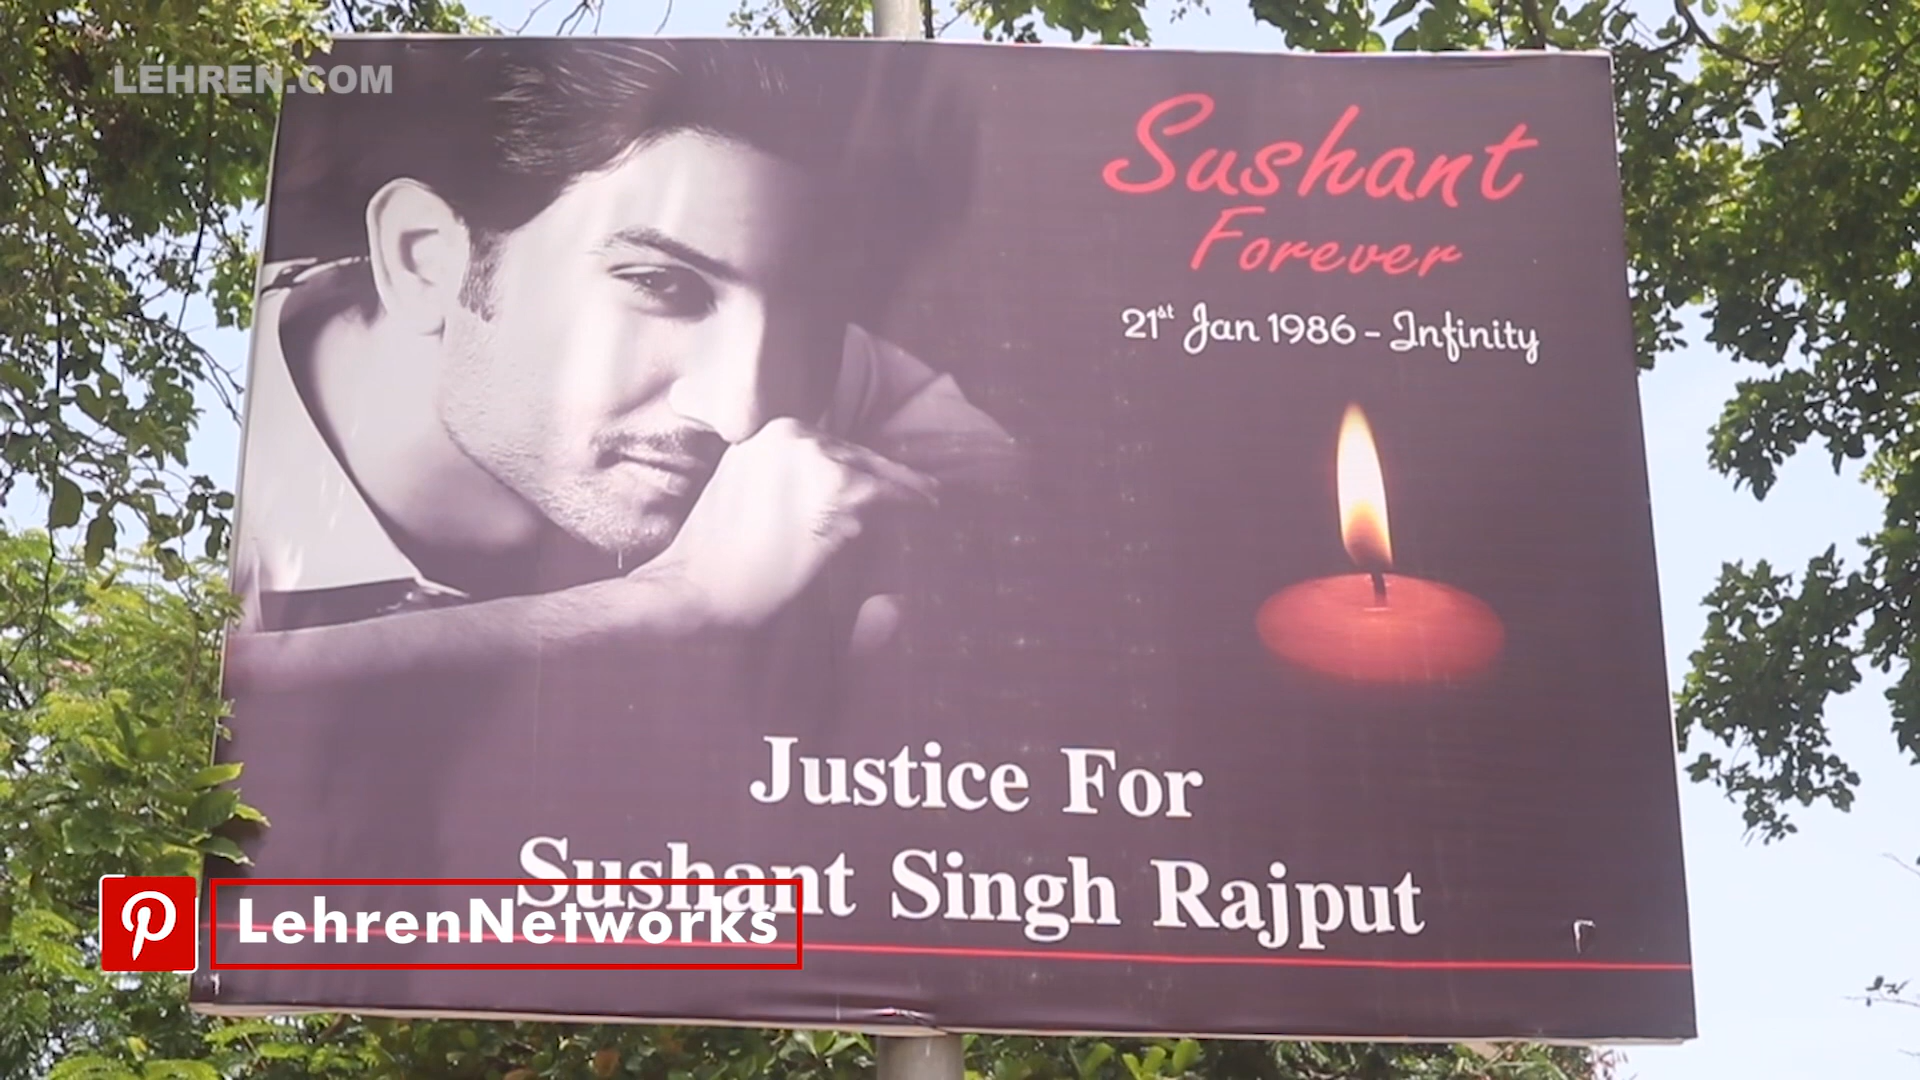 LEHREN.COM
Sushant
Forever
21st Jan 1986 - Infinity
Justice For
Sushant Singh Rajput
LehrenNetworks